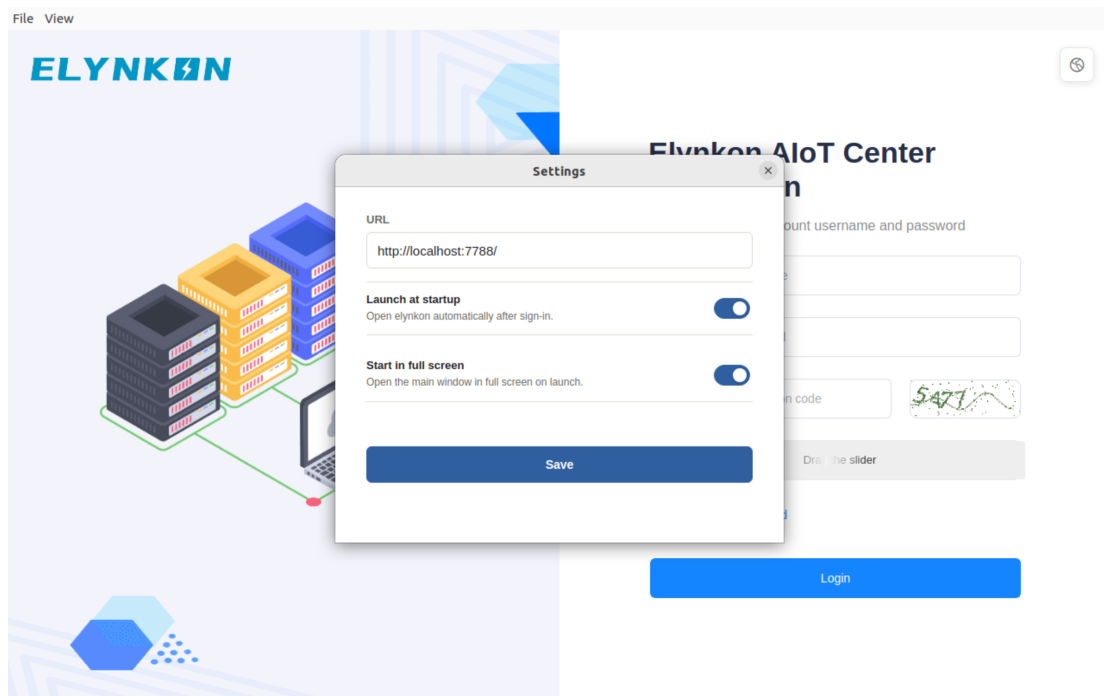 File View
ELYNKON
Elynkon AIoT Center
n
ount username and password
Settings
URL
http://localhost:7788/
Launch at startup
Open elynkon automatically after sign-in.
Start in full screen
Open the main window in full screen on launch.
Save
e
n code
5477
Drag the slider
d
Login